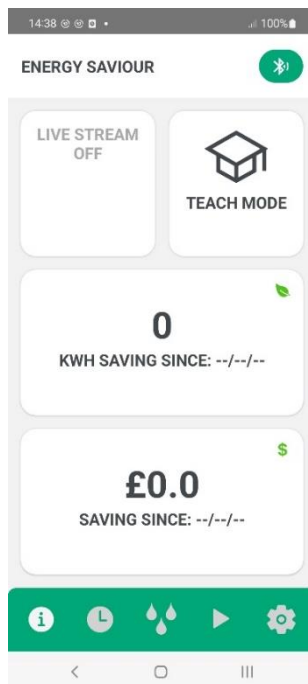 14:38 100%
ENERGY SAVIOUR
LIVE STREAM
OFF
TEACH MODE
0
KWH SAVING SINCE: --/--/--
$
£0.0
SAVING SINCE: --/--/--